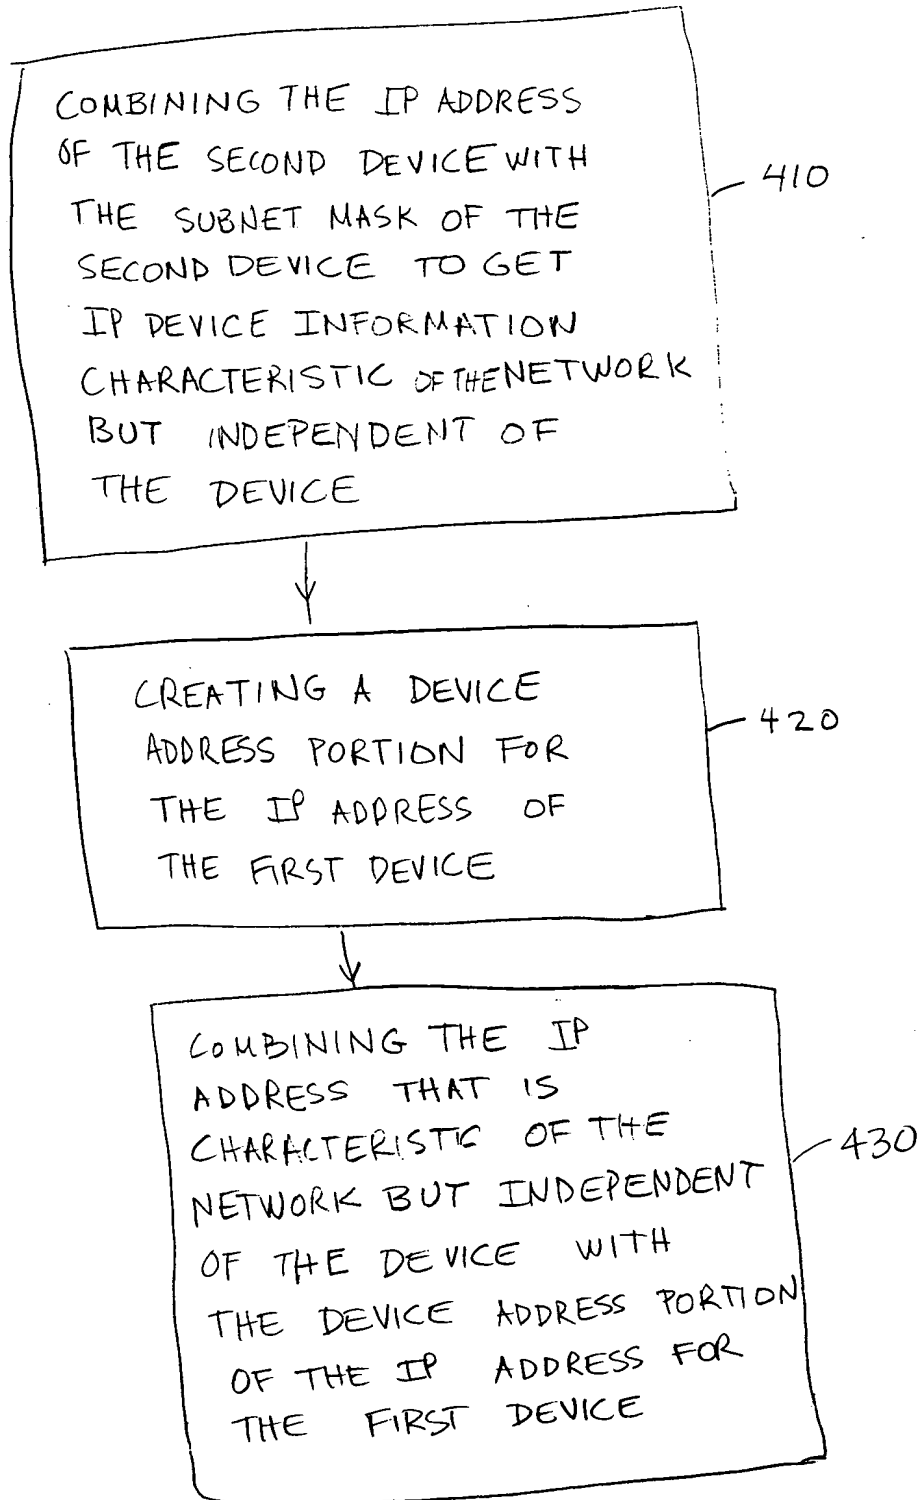 COMBINING THE IP ADDRESS
OF THE SECOND DEVICE WITH
THE SUBNET MASK OF THE
SECOND DEVICE TO GET
IP DEVICE INFORMATION
CHARACTERISTIC OF THE NETWORK
BUT INDEPENDENT OF
THE DEVICE
410
CREATING A DEVICE
ADDRESS PORTION FOR
THE IP ADDRESS OF
THE FIRST DEVICE
420
COMBINING THE IP
ADDRESS THAT IS
CHARACTERISTIC OF THE
NETWORK BUT INDEPENDENT
OF THE DEVICE WITH
THE DEVICE ADDRESS PORTION
OF THE IP ADDRESS FOR
THE FIRST DEVICE
430